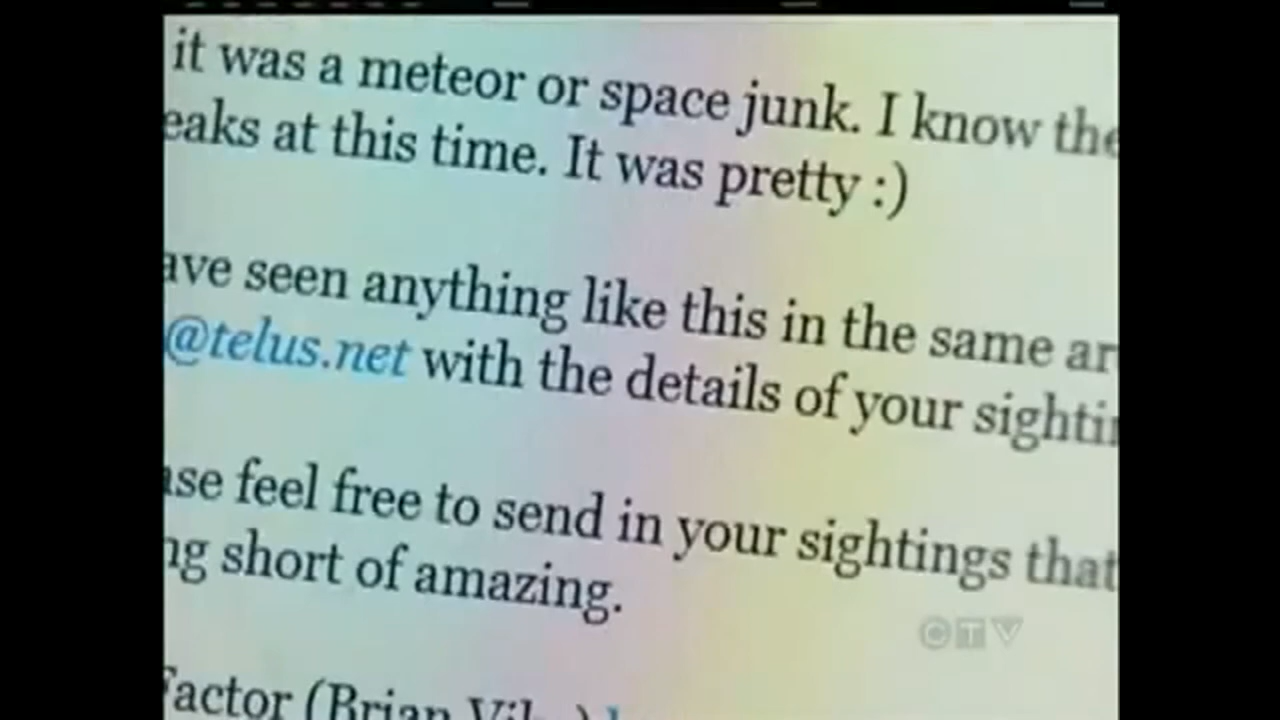 it was a meteor or space junk. I know the
eaks at this time. It was pretty :)
ave seen anything like this in the same ar
@telus.net with the details of your sightin
ase feel free to send in your sightings that
ng short of amazing.
Factor (Brian
CTV